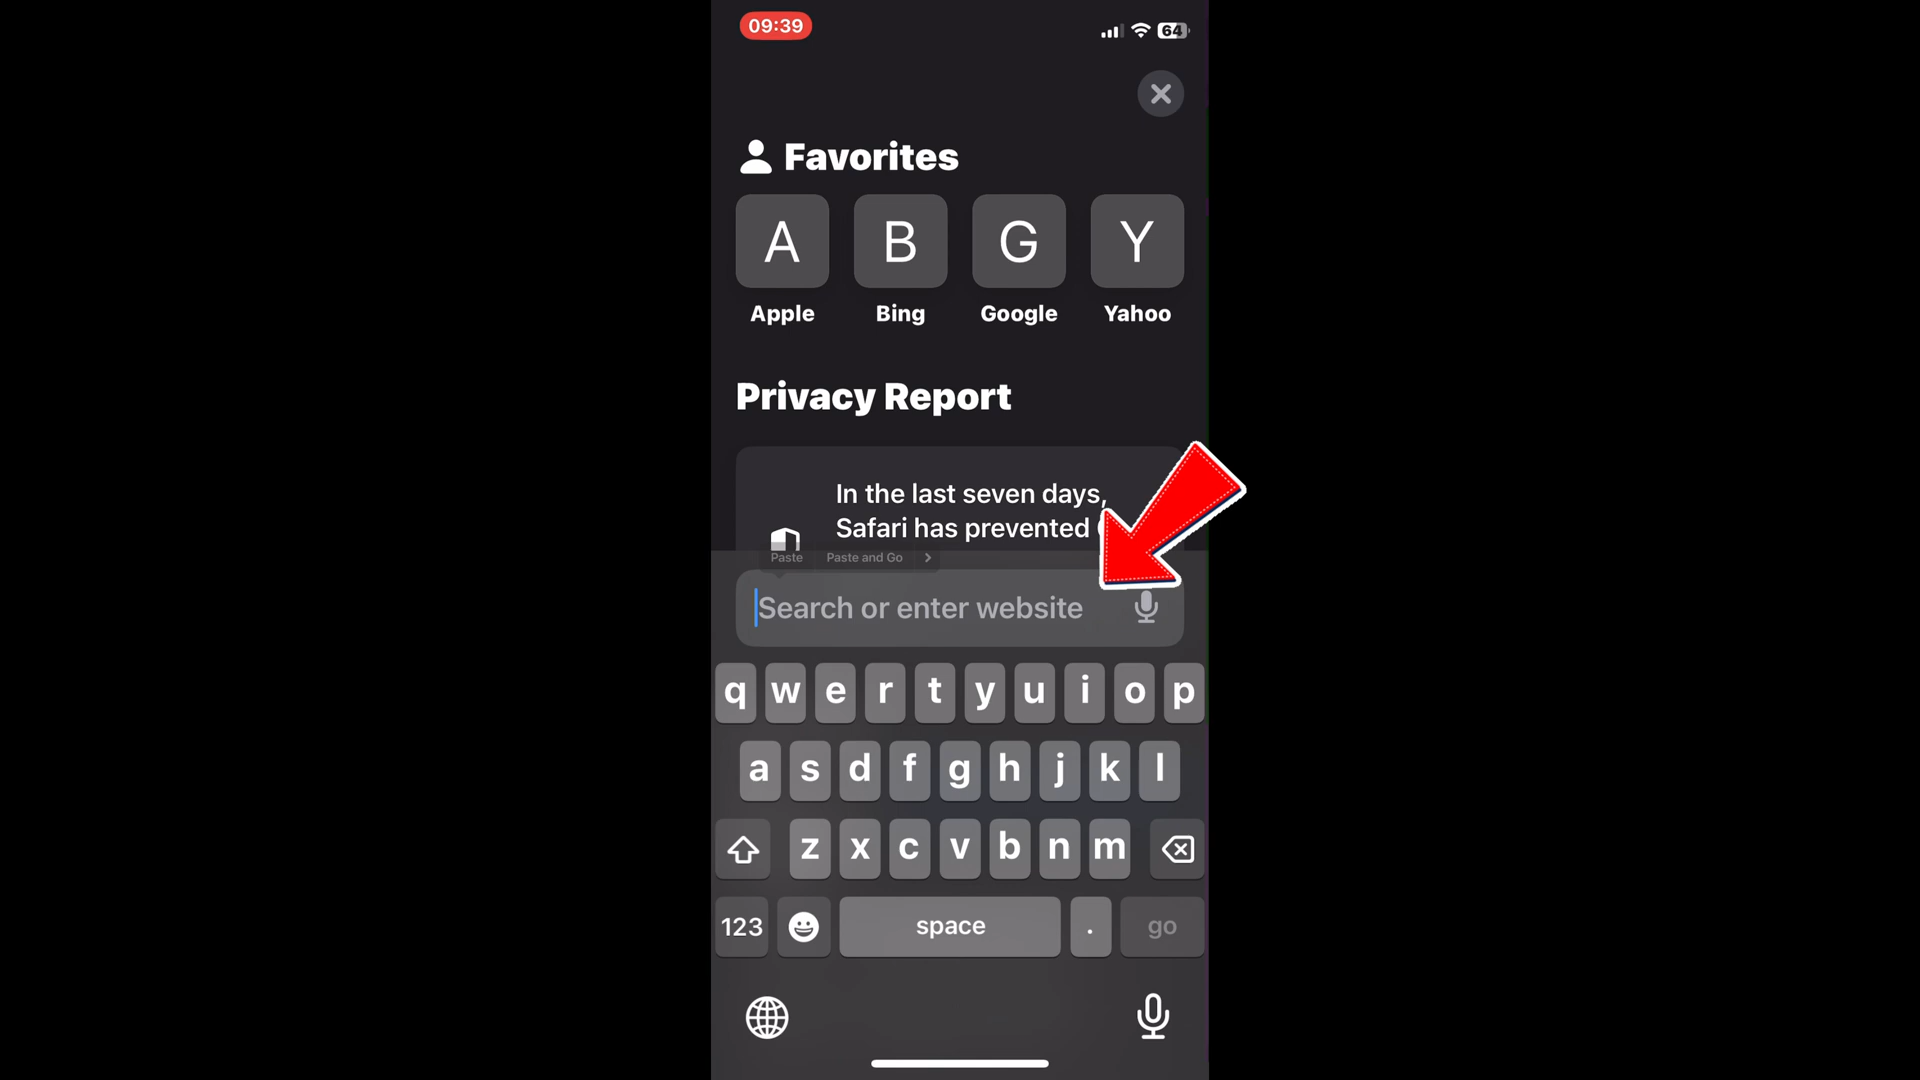 09:39
64
Favorites
A B G Y
Apple Bing Google Yahoo
Privacy Report
In the last seven days,
Safari has prevented
Paste Paste and Go
Search or enter website
q w e r t y u i o p
a s d f g h j k l
z x c v b n m
123 space . go